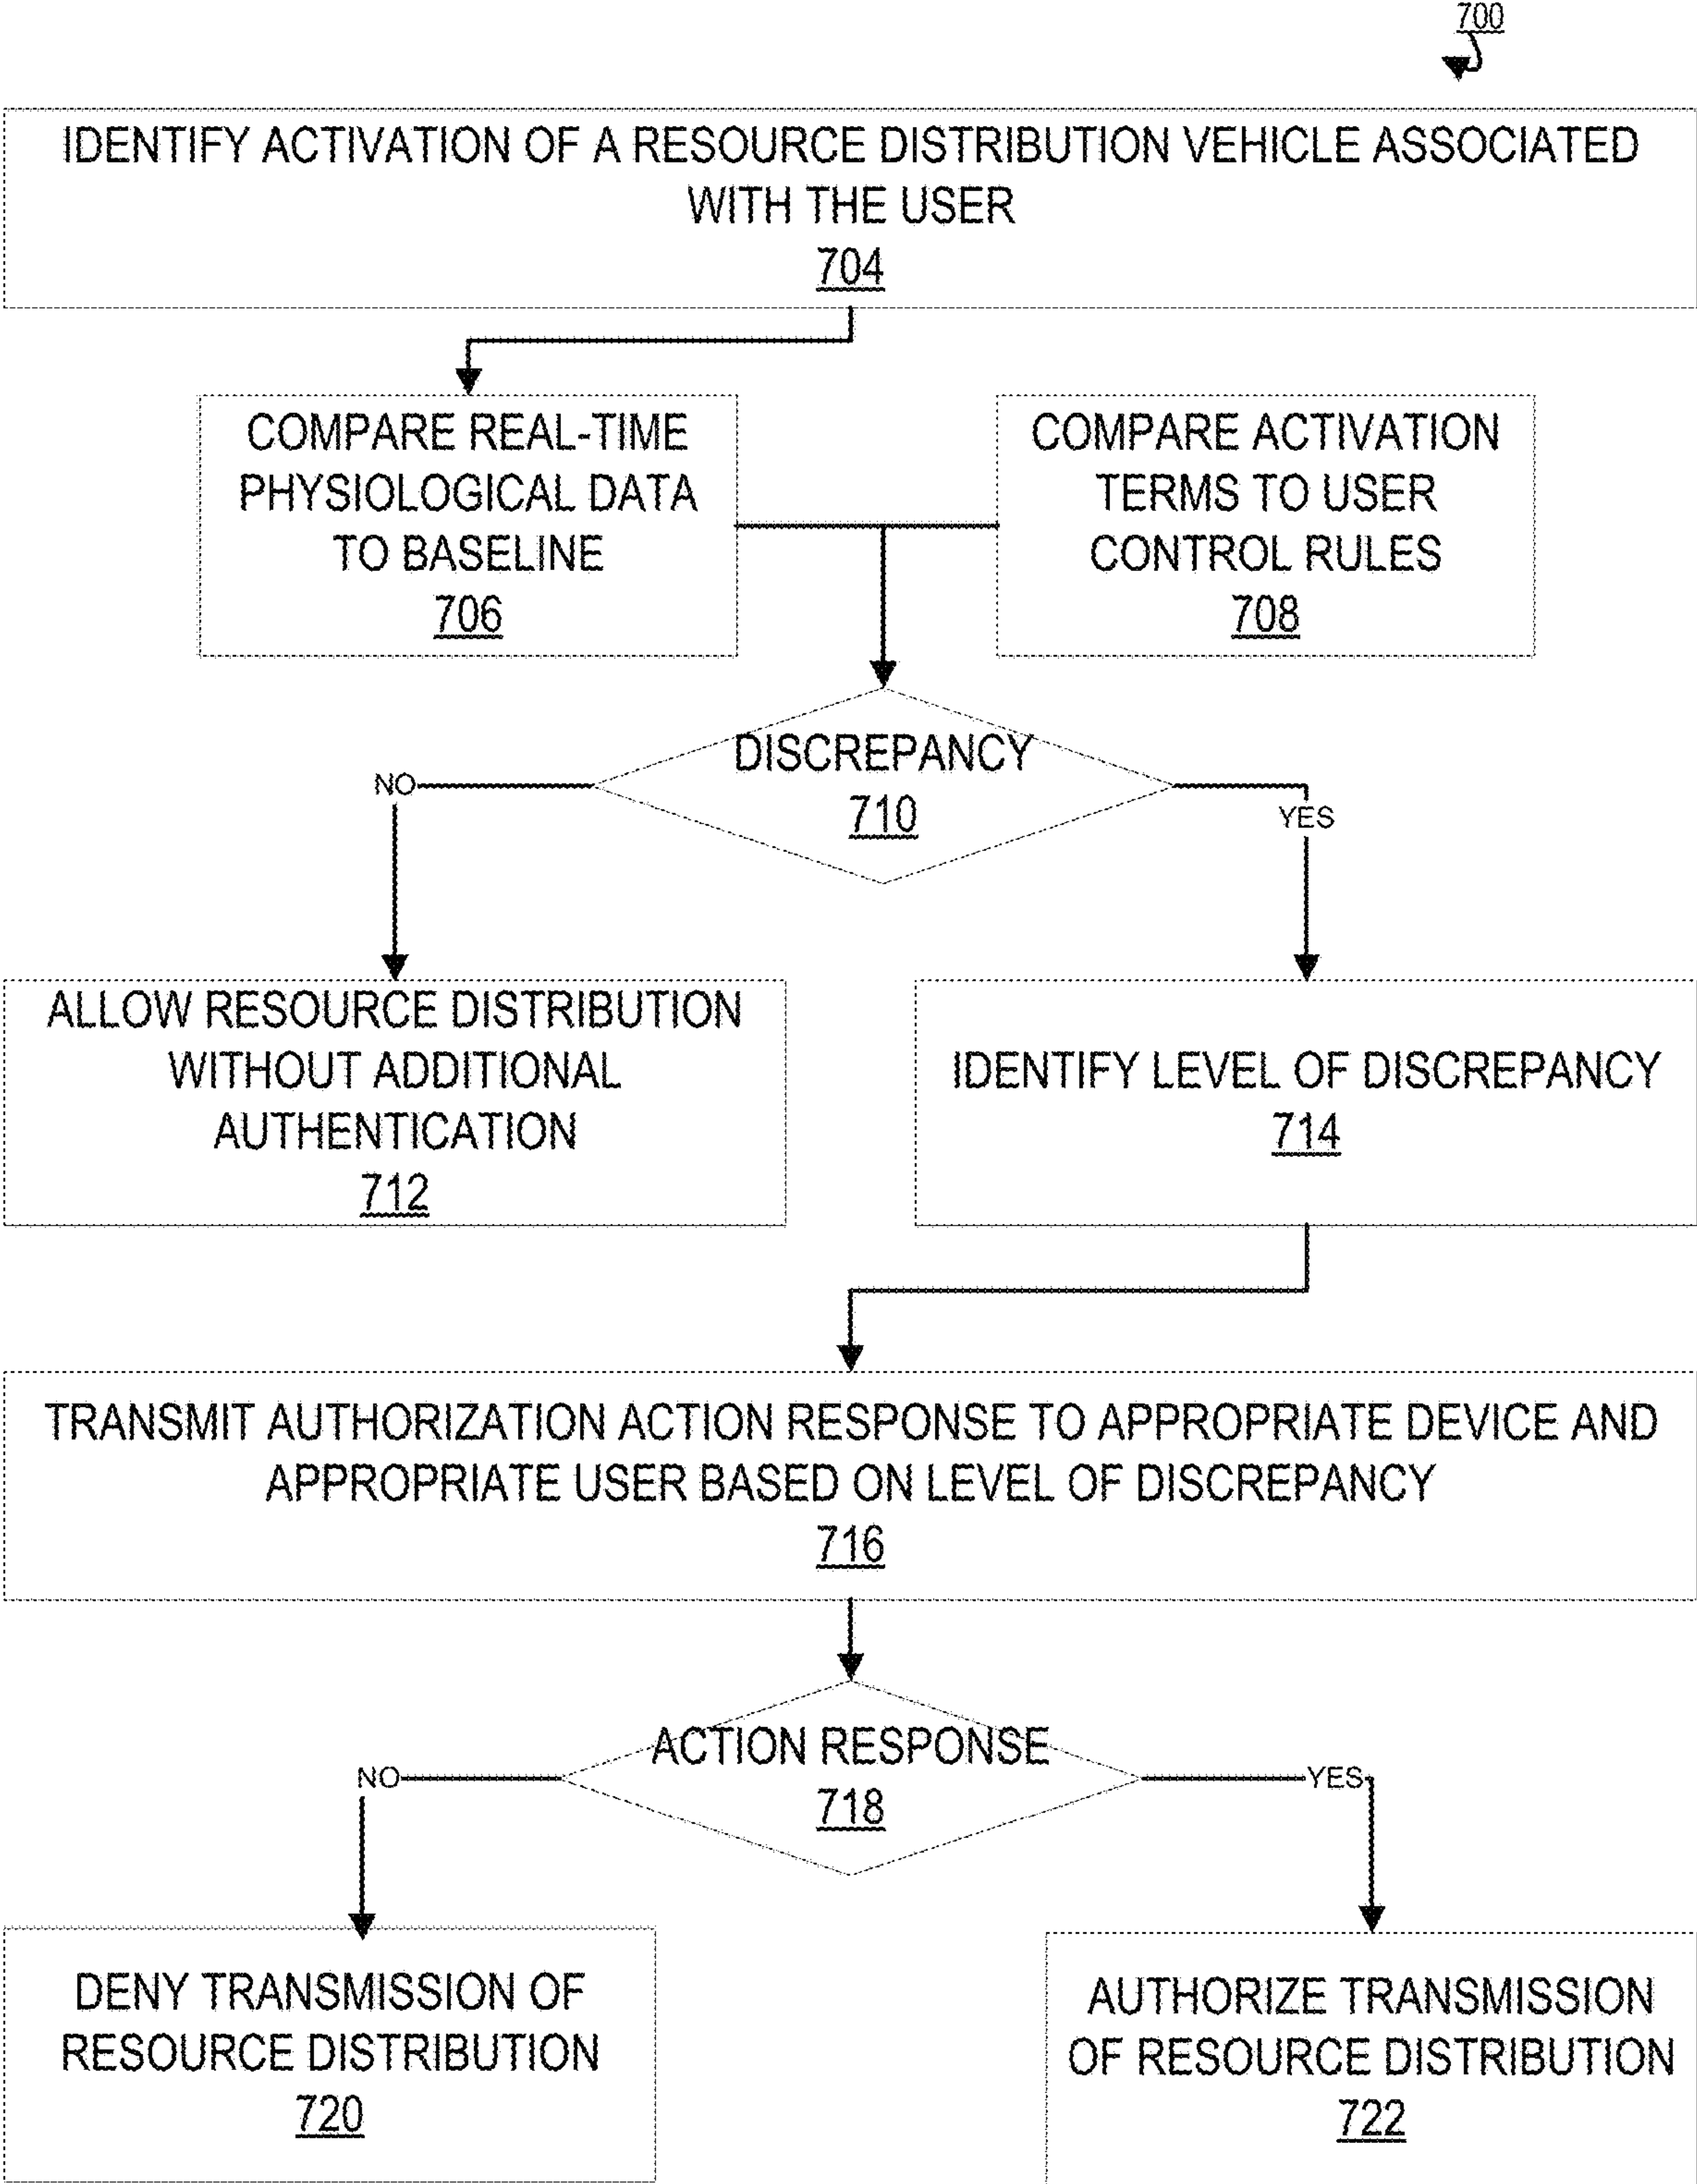 700
IDENTIFY ACTIVATION OF A RESOURCE DISTRIBUTION VEHICLE ASSOCIATED
WITH THE USER
704
COMPARE REAL-TIME
PHYSIOLOGICAL DATA
TO BASELINE
706
COMPARE ACTIVATION
TERMS TO USER
CONTROL RULES
708
DISCREPANCY
710
NO
YES
ALLOW RESOURCE DISTRIBUTION
WITHOUT ADDITIONAL
AUTHENTICATION
712
IDENTIFY LEVEL OF DISCREPANCY
714
TRANSMIT AUTHORIZATION ACTION RESPONSE TO APPROPRIATE DEVICE AND
APPROPRIATE USER BASED ON LEVEL OF DISCREPANCY
716
ACTION RESPONSE
718
NO
YES
DENY TRANSMISSION OF
RESOURCE DISTRIBUTION
720
AUTHORIZE TRANSMISSION
OF RESOURCE DISTRIBUTION
722